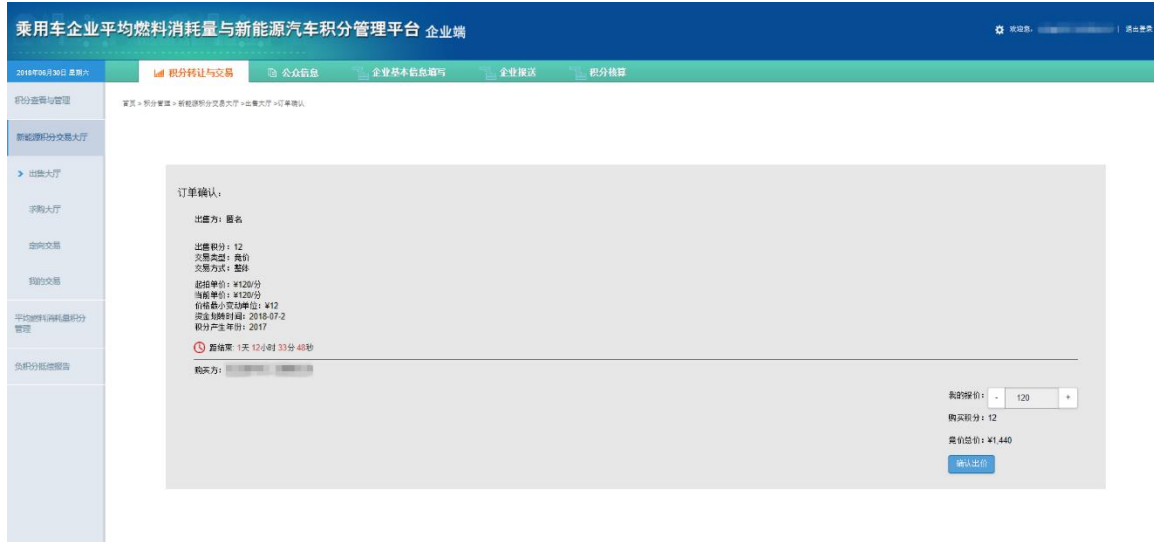 乘用车企业平均燃料消耗量与新能源汽车积分管理平台 企业端
欢迎您, | 退出登录
2018年06月30日 星期六
积分转让与交易
公众信息
企业基本信息填写
企业报送
积分核算
积分查看与管理
首页 > 积分管理 > 新能源积分交易大厅 >出售大厅 >订单确认
新能源积分交易大厅
出售大厅
求购大厅
定向交易
我的交易
平均燃料消耗量积分
管理
负积分抵偿报告
订单确认:
出售方: 匿名
出售积分: 12
交易类型: 竞价
交易方式: 整体
起拍单价: ¥120/分
当前单价: ¥120/分
价格最小变动单位: ¥12
资金划转时间: 2018-07-2
积分产生年份: 2017
距结束: 1天 12小时 33分 48秒
购买方:
我的报价: - 120 +
购买积分: 12
竞价总价: ¥1,440
确认出价